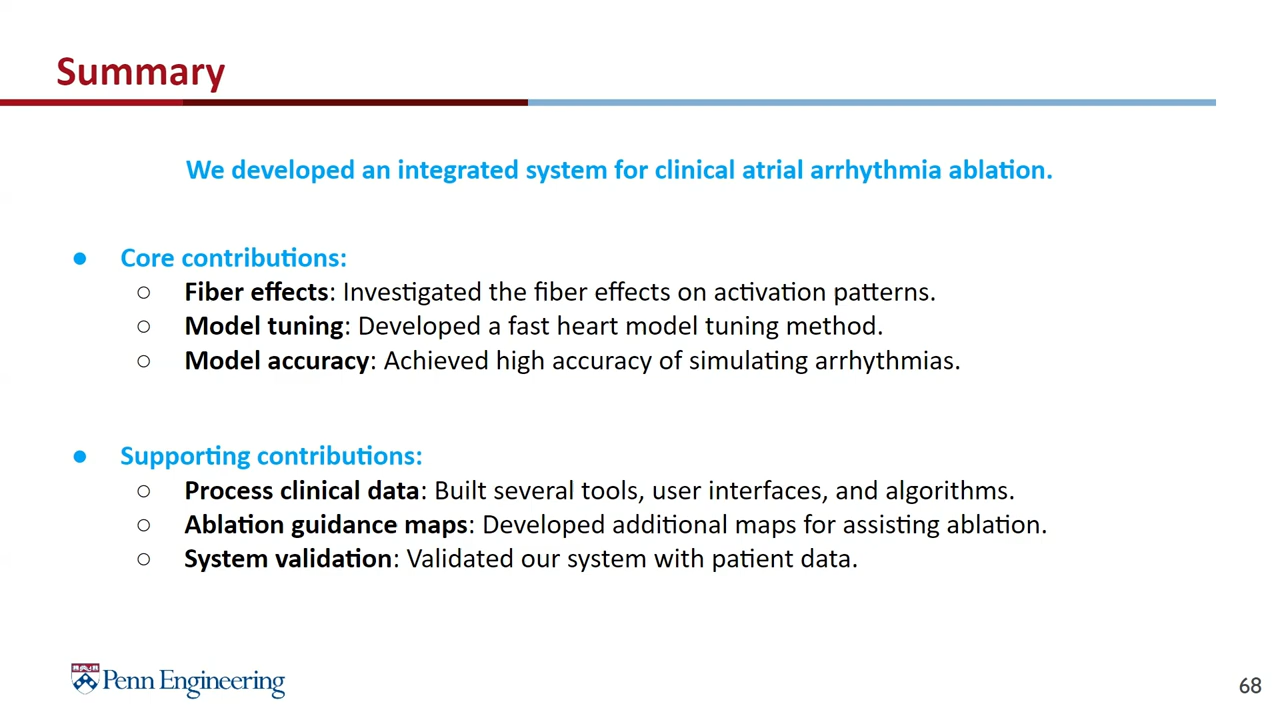 Summary
We developed an integrated system for clinical atrial arrhythmia ablation.
● Core contributions:
○ Fiber effects: Investigated the fiber effects on activation patterns.
○ Model tuning: Developed a fast heart model tuning method.
○ Model accuracy: Achieved high accuracy of simulating arrhythmias.
● Supporting contributions:
○ Process clinical data: Built several tools, user interfaces, and algorithms.
○ Ablation guidance maps: Developed additional maps for assisting ablation.
○ System validation: Validated our system with patient data.
Penn Engineering
68